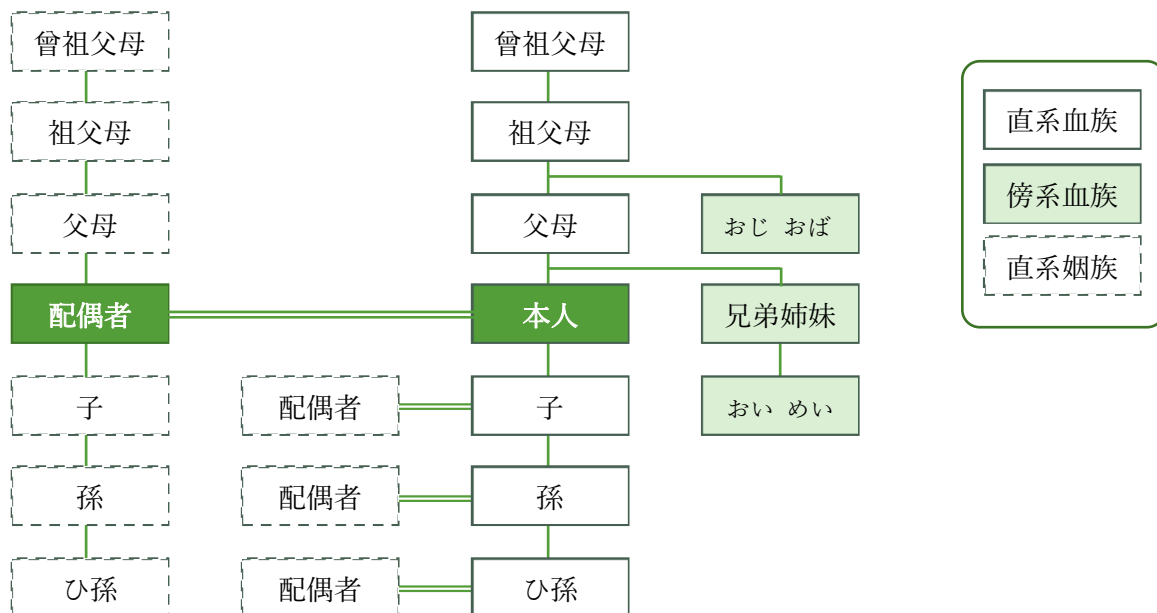 曾祖父母
曾祖父母
祖父母
祖父母
父母
父母
おじ おば
配偶者
本人
兄弟姉妹
子
配偶者
子
おい めい
孫
配偶者
孫
ひ孫
配偶者
ひ孫
直系血族
傍系血族
直系姻族